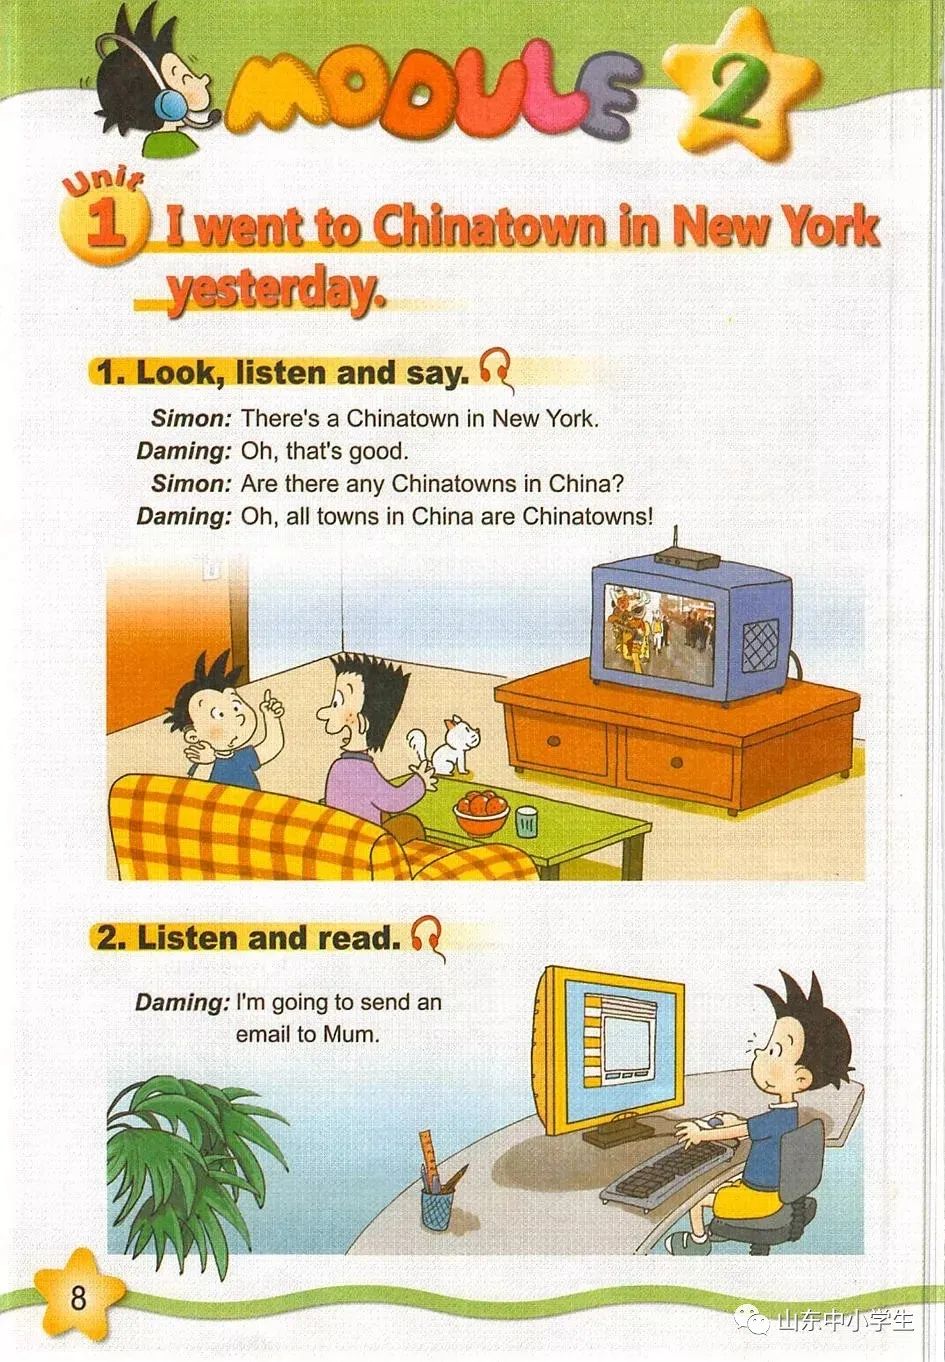 MODULE 2
Unit 1 I went to Chinatown in New York
yesterday.
1. Look, listen and say.
Simon: There's a Chinatown in New York.
Daming: Oh, that's good.
Simon: Are there any Chinatowns in China?
Daming: Oh, all towns in China are Chinatowns!
2. Listen and read.
Daming: I'm going to send an
email to Mum.
8
山东中小学生